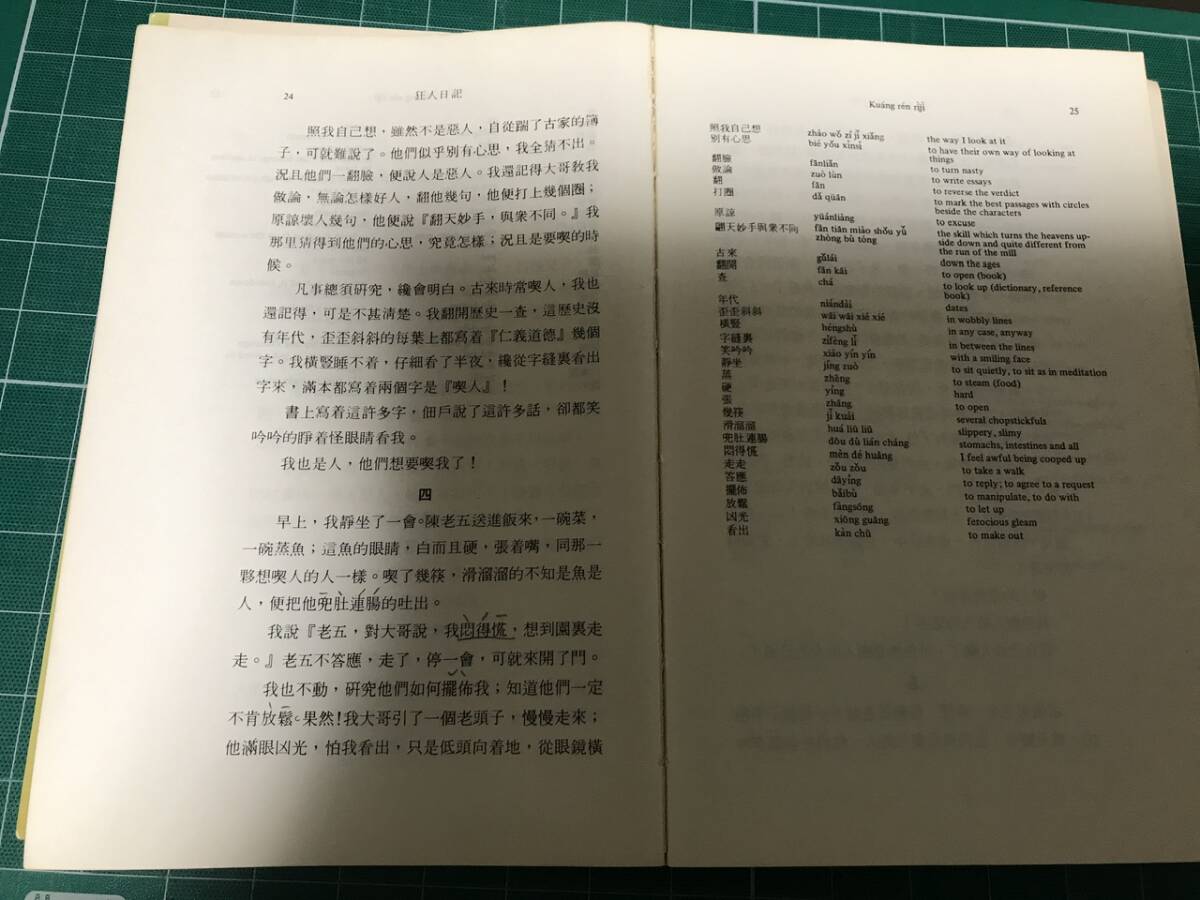 24 狂人日記
照我自己想，雖然不是惡人，自從踹了古家的簿
子，可就難說了。他們似乎別有心思，我全猜不出。
況且他們一翻臉，便說人是惡人。我還記得大哥敎我
做論，無論怎樣好人，翻他幾句，他便打上幾個圈；
原諒壞人幾句，他便說『翻天妙手，與衆不同。』我
那里猜得到他們的心思，究竟怎樣；況且是要喫的時
候。
凡事總須硏究，纔會明白。古來時常喫人，我也
還記得，可是不甚淸楚。我翻開歷史一查，這歷史沒
有年代，歪歪斜斜的每葉上都寫着『仁義道德』幾個
字。我橫豎睡不着，仔細看了半夜，纔從字縫裏看出
字來，滿本都寫着兩個字是『喫人』！
書上寫着這許多字，佃戶說了這許多話，卻都笑
吟吟的睜着怪眼睛看我。
我也是人，他們想要喫我了！
四
早上，我靜坐了一會。陳老五送進飯來，一碗菜，
一碗蒸魚；這魚的眼睛，白而且硬，張着嘴，同那一
夥想喫人的人一樣。喫了幾筷，滑溜溜的不知是魚是
人，便把他兜肚連腸的吐出。
我說『老五，對大哥說，我悶得慌，想到園裏走
走。』老五不答應，走了，停一會，可就來開了門。
我也不動，硏究他們如何擺佈我；知道他們一定
不肯放鬆。果然！我大哥引了一個老頭子，慢慢走來；
他滿眼凶光，怕我看出，只是低頭向着地，從眼鏡橫
Kuáng rén rìjì 25
照我自己想 zhào wǒ zì jǐ xiǎng the way I look at it
別有心思 bié yǒu xīnsi to have their own way of looking at
things
翻臉 fānliǎn to turn nasty
做論 zuò lùn to write essays
翻 fān to reverse the verdict
打圈 dǎ qüān to mark the best passages with circles
beside the characters
原諒 yüánliàng to excuse
翻天妙手與衆不同 fān tiān miào shǒu yǔ the skill which turns the heavens up-
zhòng bù tóng side down and quite different from
the run of the mill
古來 gǔlái down the ages
翻開 fān kāi to open (book)
查 chá to look up (dictionary, reference
book)
年代 niándài dates
歪歪斜斜 wāi wāi xié xié in wobbly lines
橫豎 héngshù in any case, anyway
字縫裏 zìfèng lǐ in between the lines
笑吟吟 xiào yín yín with a smiling face
靜坐 jìng zuò to sit quietly, to sit as in meditation
蒸 zhēng to steam (food)
硬 yìng hard
張 zhāng to open
幾筷 jǐ kuài several chopstickfuls
滑溜溜 huá liū liū slippery, slimy
兜肚連腸 dōu dù lián cháng stomachs, intestines and all
悶得慌 mèn dé huāng I feel awful being cooped up
走走 zǒu zǒu to take a walk
答應 dāyìng to reply; to agree to a request
擺佈 bǎibù to manipulate, to do with
放鬆 fàngsōng to let up
凶光 xiōng guāng ferocious gleam
看出 kàn chū to make out